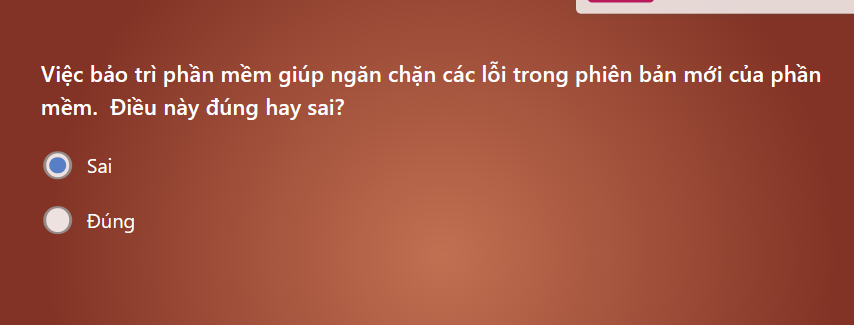 Việc bảo trì phần mềm giúp ngăn chặn các lỗi trong phiên bản mới của phần
mềm.  Điều này đúng hay sai?
Sai
Đúng